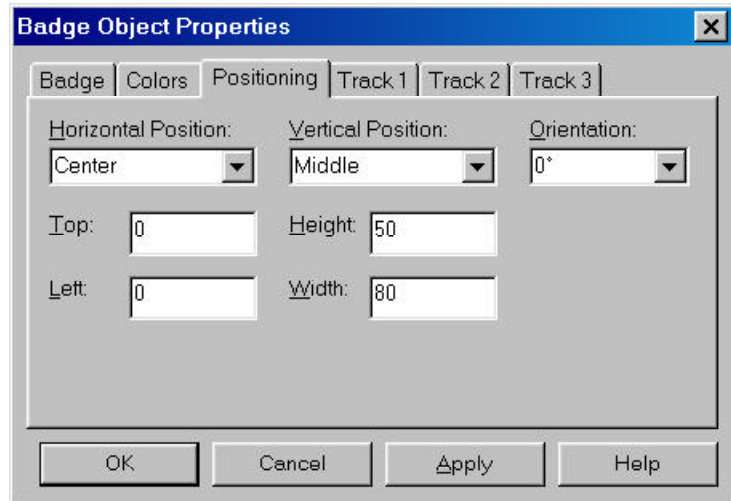 Badge Object Properties
Badge Colors Positioning Track 1 Track 2 Track 3
Horizontal Position: Vertical Position: Orientation:
Center Middle 0°
Top: 0 Height: 50
Left: 0 Width: 80
OK Cancel Apply Help